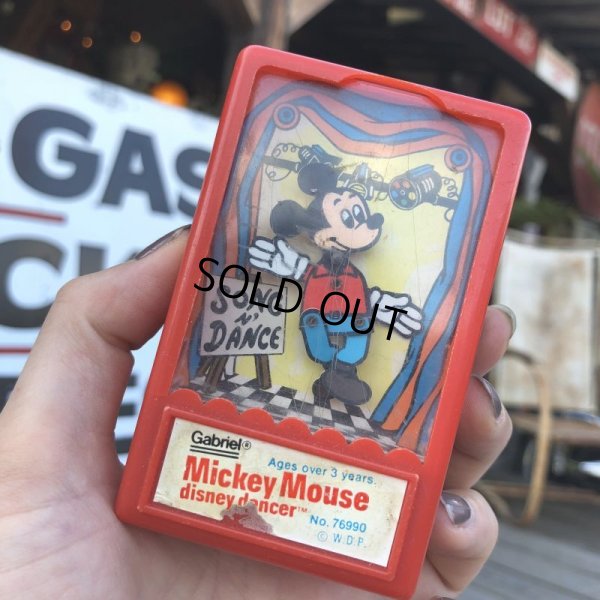 GAS
SONG
N'
DANCE
SOLD OUT
Gabriel®
Ages over 3 years.
Mickey Mouse
disney dancer™
No. 76990
© W.D.P.